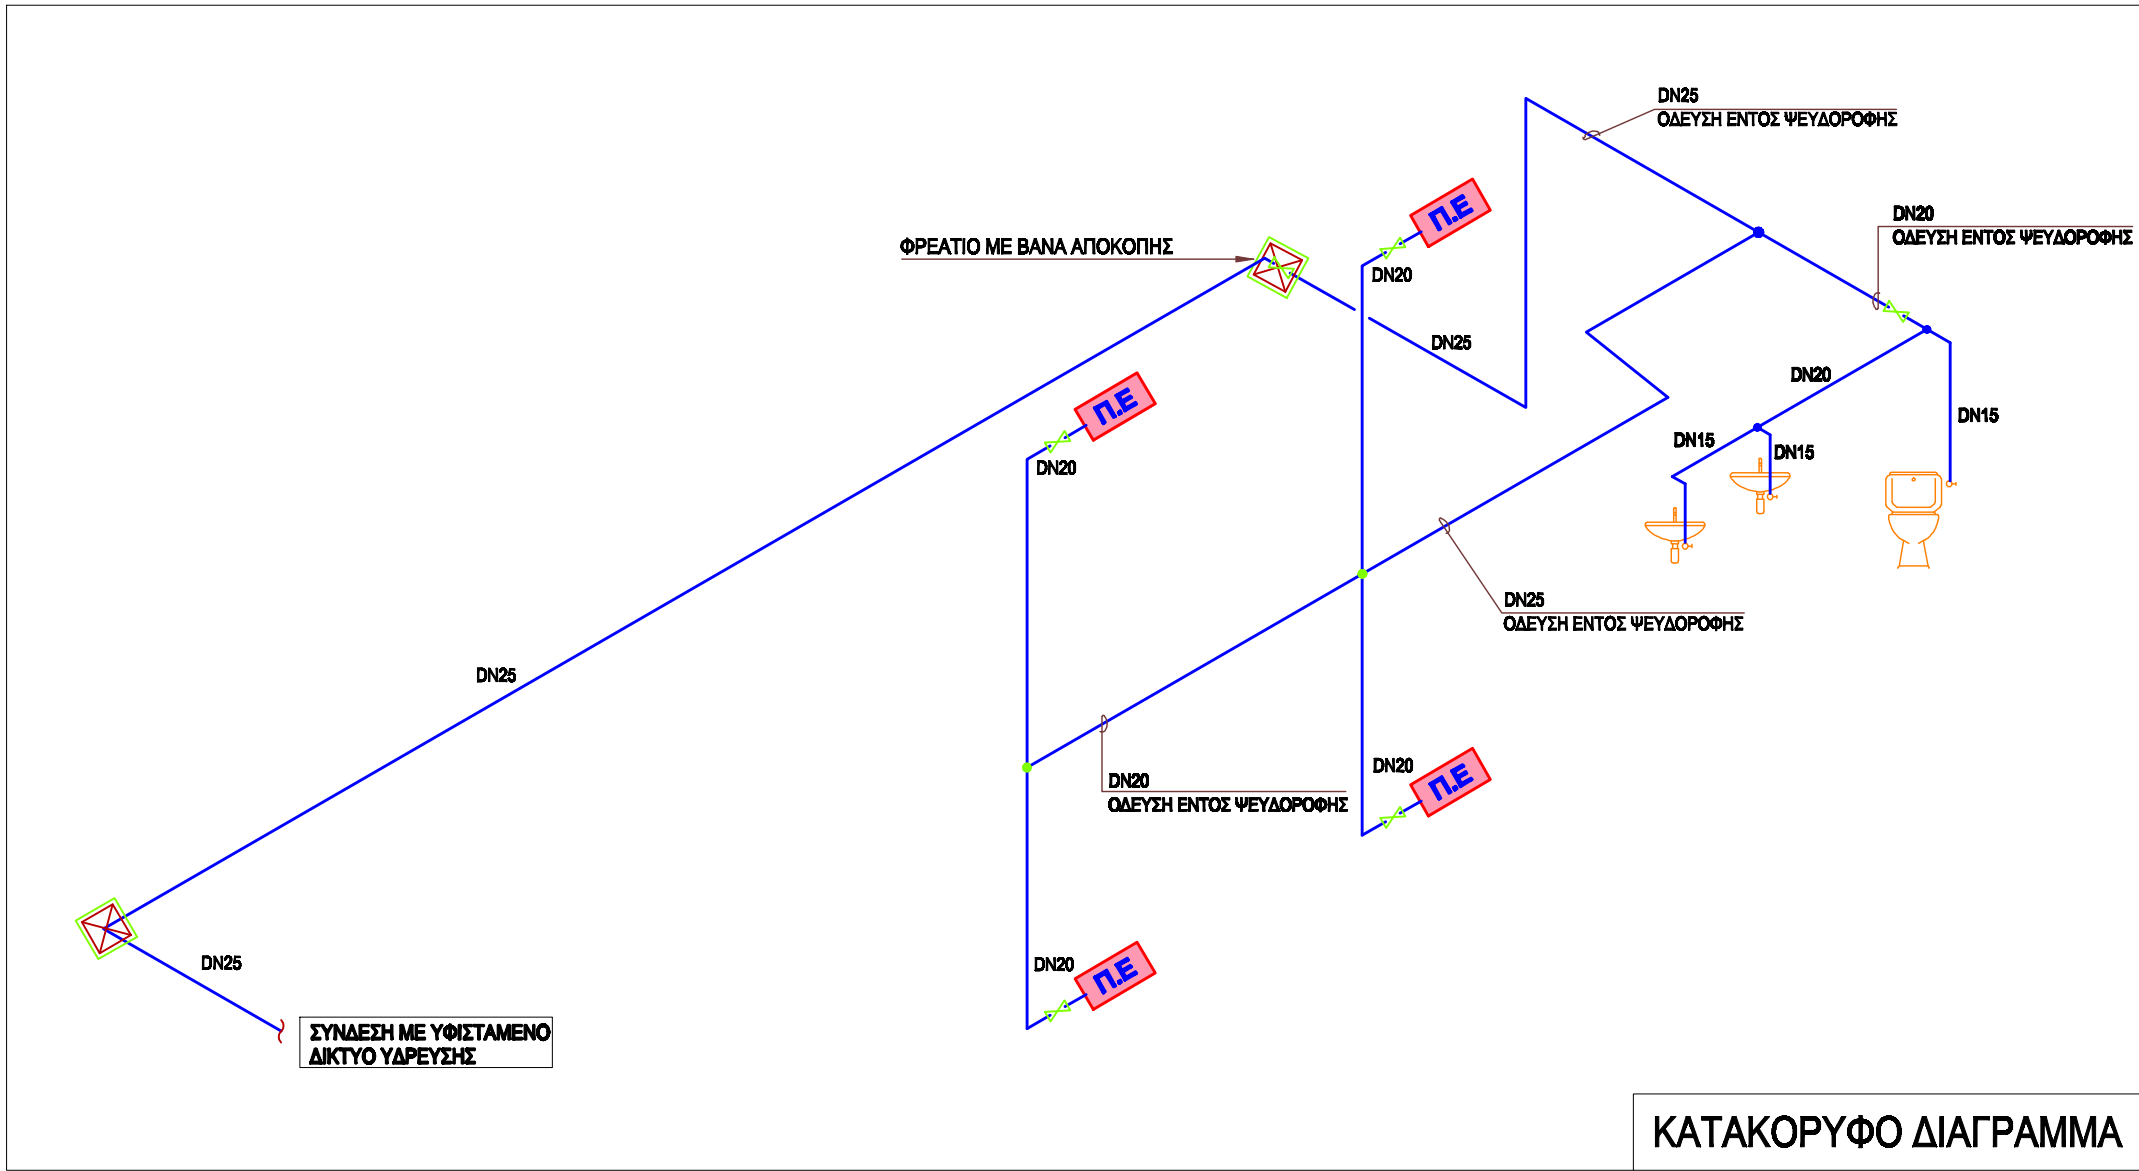 DN25
ΟΔΕΥΣΗ ΕΝΤΟΣ ΨΕΥΔΟΡΟΦΗΣ
DN20
ΟΔΕΥΣΗ ΕΝΤΟΣ ΨΕΥΔΟΡΟΦΗΣ
Π.Ε
ΦΡΕΑΤΙΟ ΜΕ ΒΑΝΑ ΑΠΟΚΟΠΗΣ
DN20
DN25
DN20
Π.Ε
DN15
DN15
DN15
DN20
DN25
ΟΔΕΥΣΗ ΕΝΤΟΣ ΨΕΥΔΟΡΟΦΗΣ
DN25
DN20
Π.Ε
DN20
ΟΔΕΥΣΗ ΕΝΤΟΣ ΨΕΥΔΟΡΟΦΗΣ
DN25
DN20
Π.Ε
ΣΥΝΔΕΣΗ ΜΕ ΥΦΙΣΤΑΜΕΝΟ
ΔΙΚΤΥΟ ΥΔΡΕΥΣΗΣ
ΚΑΤΑΚΟΡΥΦΟ ΔΙΑΓΡΑΜΜΑ